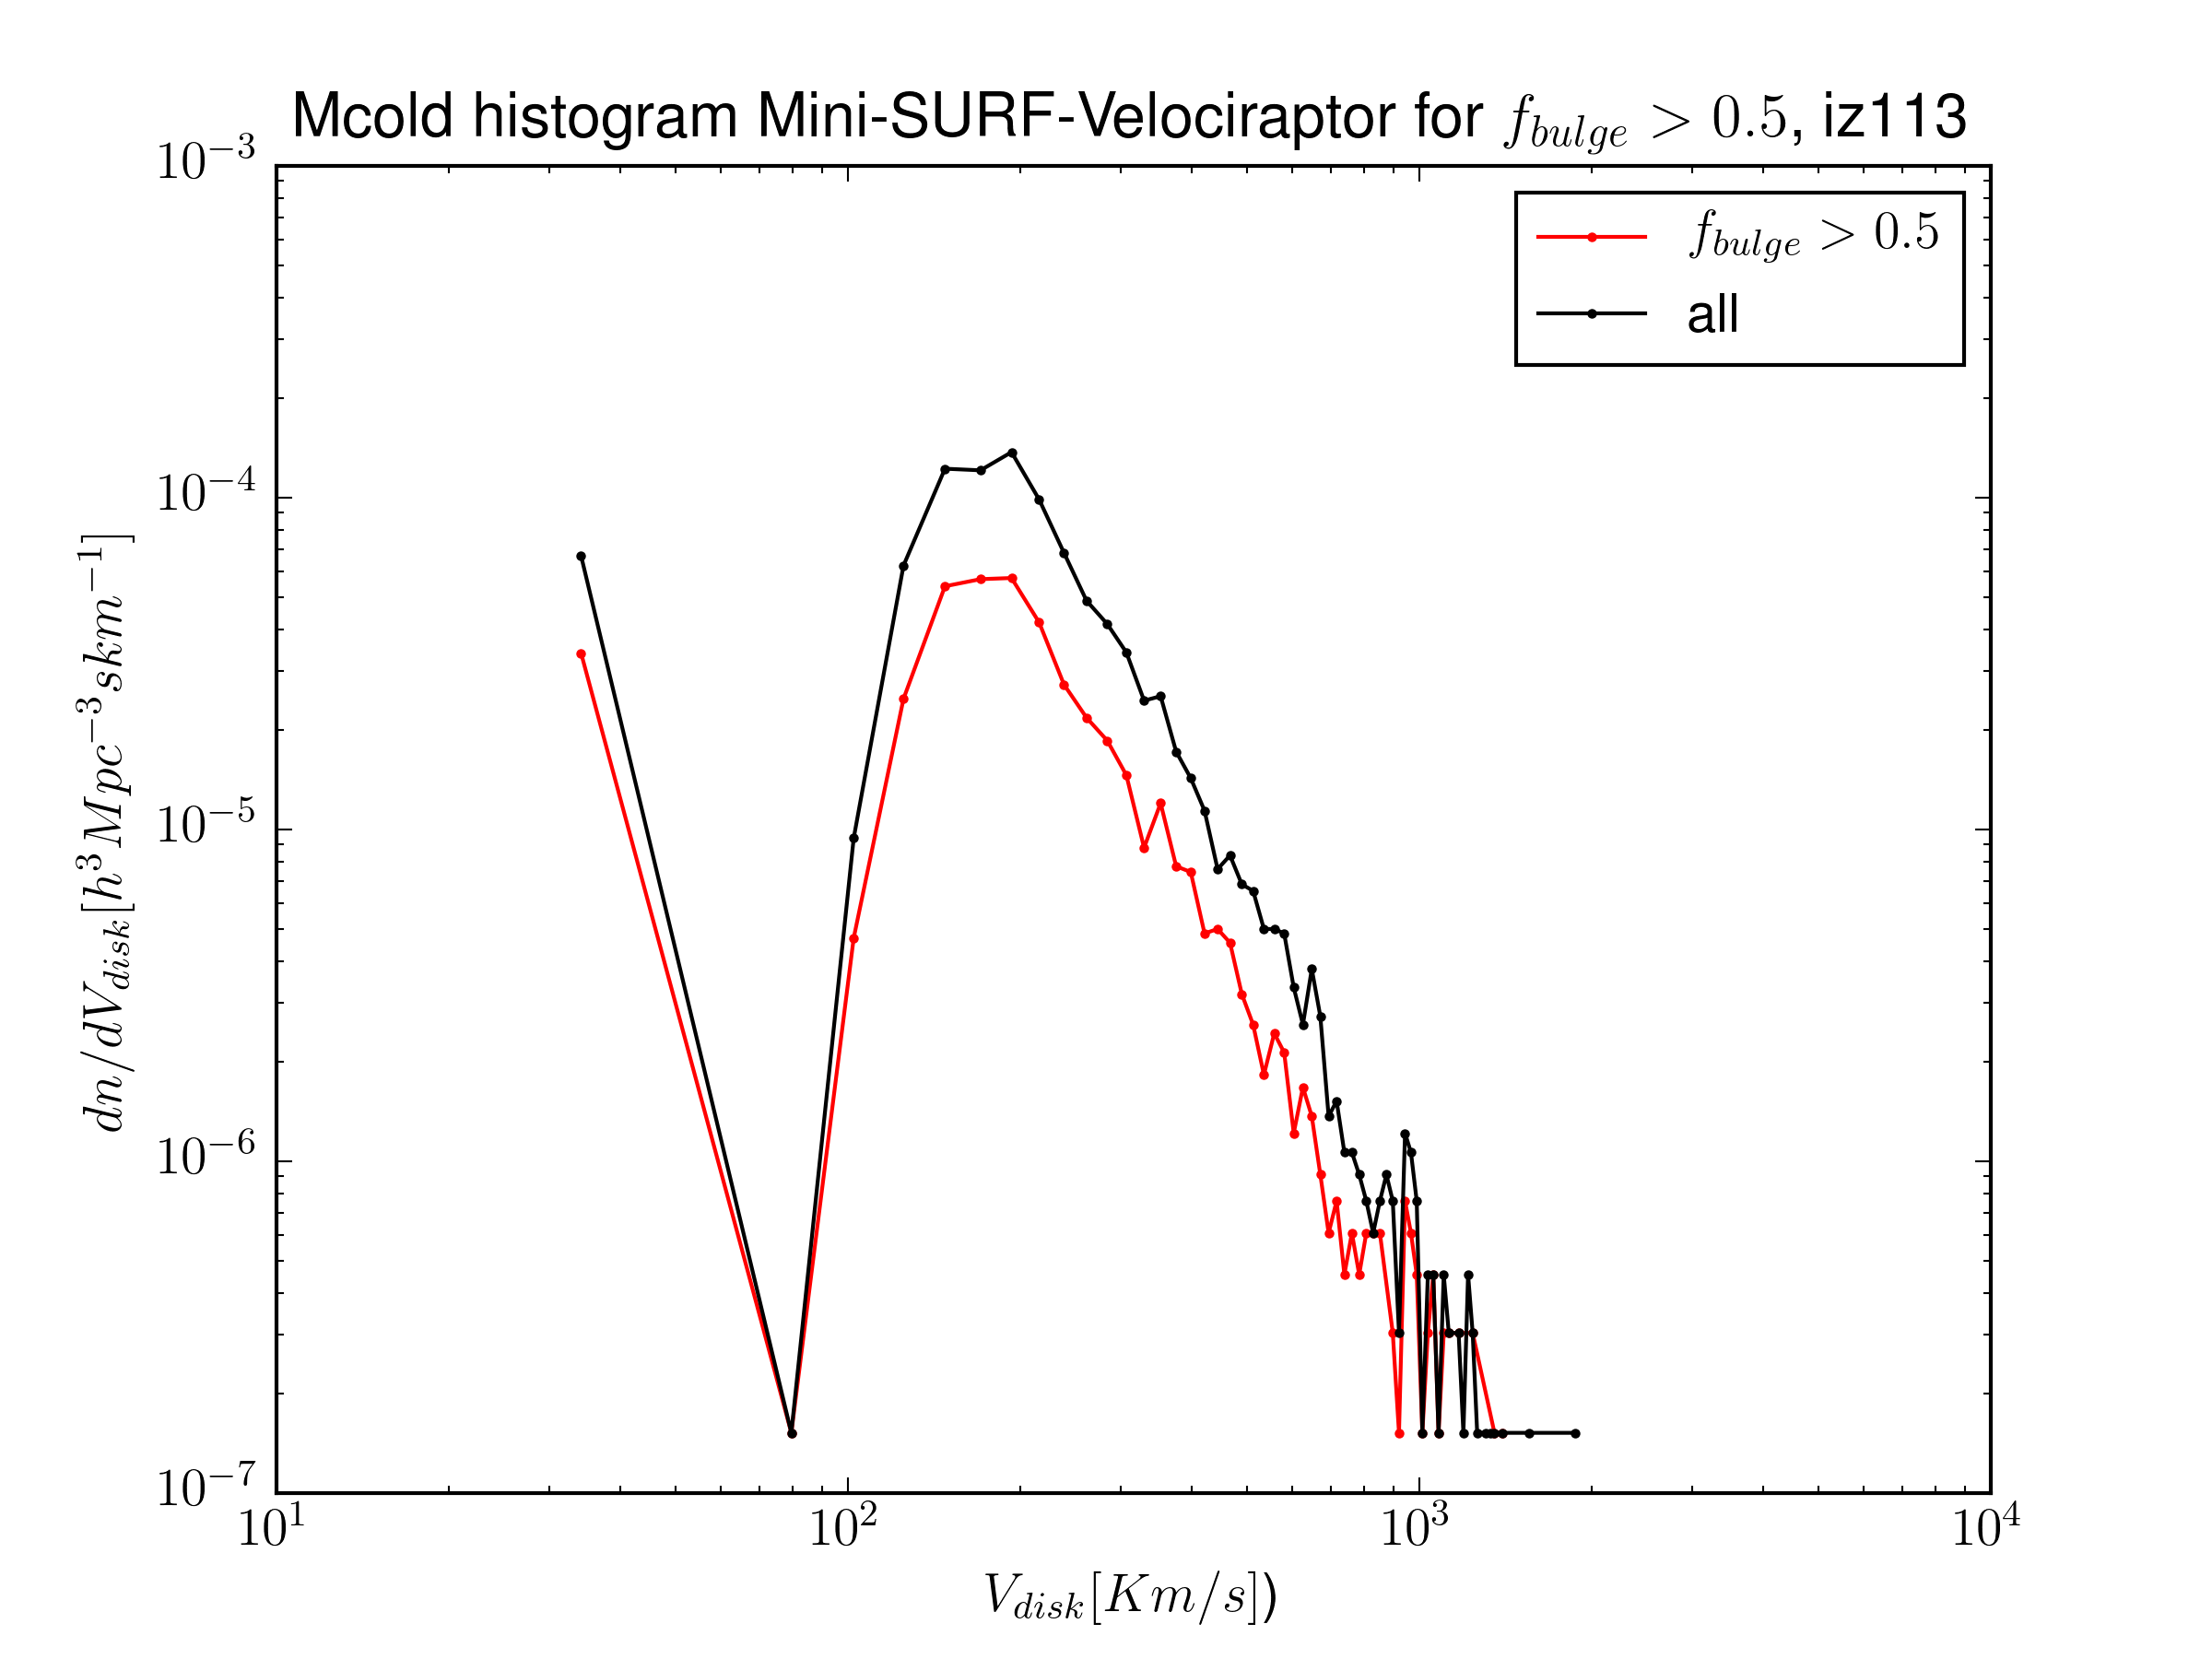 Mcold histogram Mini-SURF-Velociraptor for $f_{bulge} > 0.5$, iz113
$f_{bulge} > 0.5$
all
$10^{-3}$
$10^{-4}$
$10^{-5}$
$10^{-6}$
$10^{-7}$
$dn/dV_{disk}[h^3Mpc^{-3}skm^{-1}]$
$10^1$ $10^2$ $10^3$ $10^4$
$V_{disk}[Km/s]$)